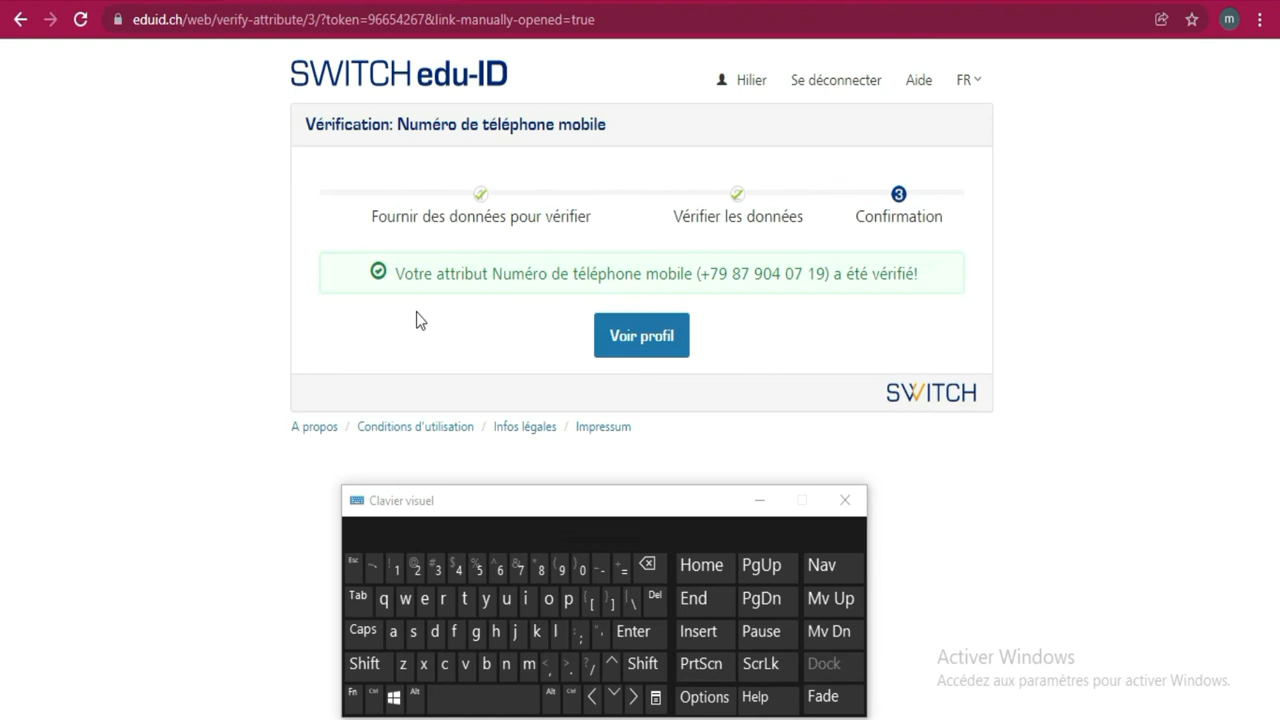 eduid.ch/web/verify-attribute/3/?token=96654267&link-manually-opened=true
m
SWITCH edu-ID
Hilier Se déconnecter Aide FR
Vérification: Numéro de téléphone mobile
3
Fournir des données pour vérifier Vérifier les données Confirmation
Votre attribut Numéro de téléphone mobile (+79 87 904 07 19) a été vérifié!
Voir profil
SWITCH
A propos / Conditions d'utilisation / Infos légales / Impressum
Clavier visuel
Esc ~ ` ! 1 @ 2 # 3 $ 4 % 5 ^ 6 & 7 * 8 ( 9 ) 0 _ - + = Home PgUp Nav
Tab q w e r t y u i o p { [ } ] | \ Del End PgDn Mv Up
Caps a s d f g h j k l : ; " ' Enter Insert Pause Mv Dn
Shift z x c v b n m < , > . ? / Shift PrtScn ScrLk Dock
Fn Ctrl Alt Alt Ctrl Options Help Fade
Activer Windows
Accédez aux paramètres pour activer Windows.